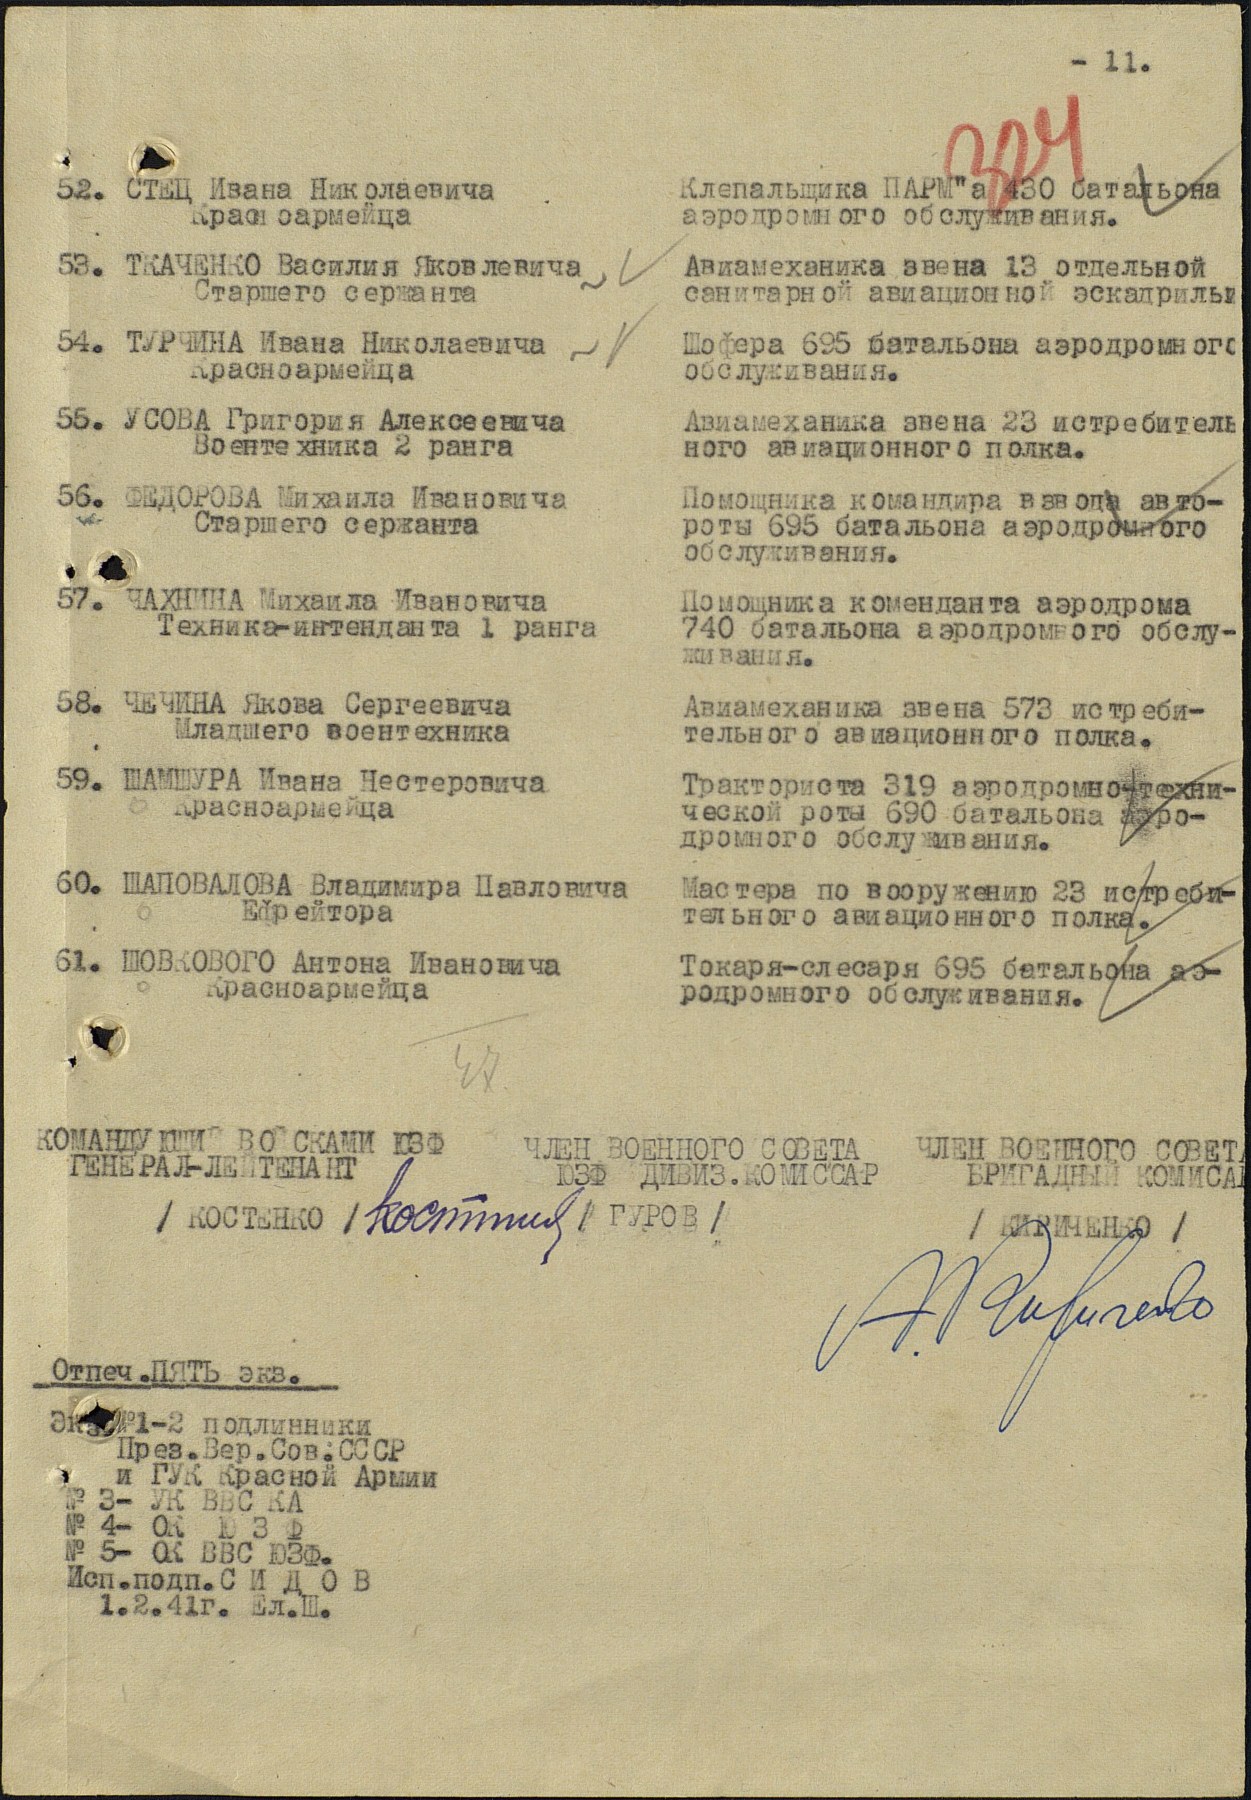 - 11.
324
52. СТЕЦ Ивана Николаевича
Красноармейца
Клепальщика ПАРМ"а 430 батальона
аэродромного обслуживания.
53. ТКАЧЕНКО Василия Яковлевича
Старшего сержанта
Авиамеханика звена 13 отдельной
санитарной авиационной эскадрильи
54. ТУРЧИНА Ивана Николаевича
Красноармейца
Шофера 695 батальона аэродромного
обслуживания.
55. УСОВА Григория Алексеевича
Воентехника 2 ранга
Авиамеханика звена 23 истребитель
ного авиационного полка.
56. ФЕДОРОВА Михаила Ивановича
Старшего сержанта
Помощника командира взвода авто-
роты 695 батальона аэродромного
обслуживания.
57. ЧАХНИНА Михаила Ивановича
Техника-интенданта 1 ранга
Помощника коменданта аэродрома
740 батальона аэродромного обслу-
живания.
58. ЧЕЧИНА Якова Сергеевича
Младшего воентехника
Авиамеханика звена 573 истреби-
тельного авиационного полка.
59. ШАМШУРА Ивана Нестеровича
Красноармейца
Тракториста 319 аэродромно-техни-
ческой роты 690 батальона аэро-
дромного обслуживания.
60. ШАПОВАЛОВА Владимира Павловича
Ефрейтора
Мастера по вооружению 23 истреби-
тельного авиационного полка.
61. ШОВКОВОГО Антона Ивановича
Красноармейца
Токаря-слесаря 695 батальона аэ-
родромного обслуживания.
КОМАНДУЮЩИЙ ВОЙСКАМИ ЮЗФ
ГЕНЕРАЛ-ЛЕЙТЕНАНТ
/ КОСТЕНКО /
ЧЛЕН ВОЕННОГО СОВЕТА
ЮЗФ ДИВИЗ.КОМИССАР
/ ГУРОВ /
ЧЛЕН ВОЕННОГО СОВЕТА
БРИГАДНЫЙ КОМИСАР
/ КИРИЧЕНКО /
Отпеч.ПЯТЬ экз.
Экз.№1-2 подлинники
През.Вер.Сов.СССР
и ГУК Красной Армии
№ 3- УК ВВС КА
№ 4- ОК Ю З Ф
№ 5- ОК ВВС ЮЗФ.
Исп.подп.С И Д О В
1.2.41г. Ел.Ш.